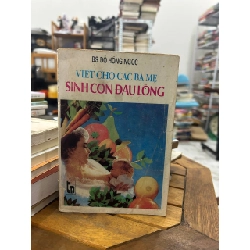 BS ĐỖ HỒNG NGỌC
VIẾT CHO CÁC BÀ MẸ
SINH CON ĐẦU LÒNG